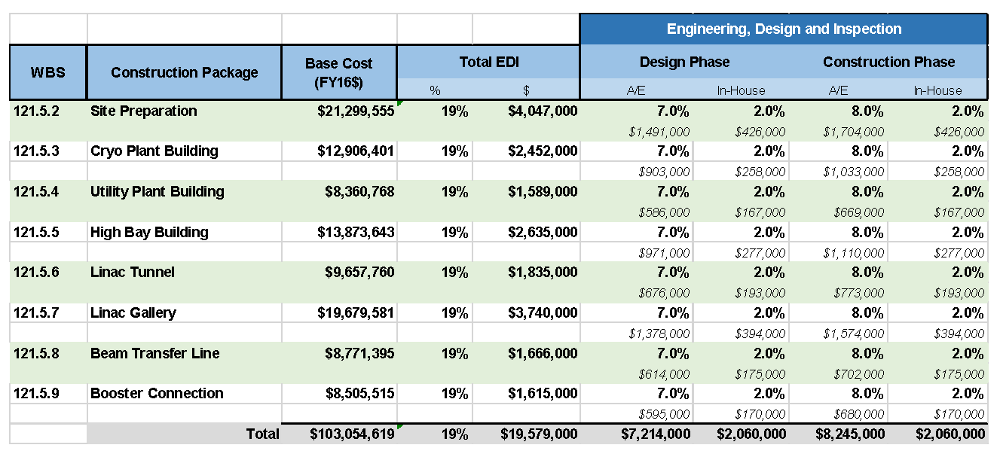 Engineering, Design and Inspection
WBS Construction Package Base Cost (FY16$) Total EDI Design Phase Construction Phase
% $ A/E In-House A/E In-House
121.5.2 Site Preparation $21,299,555 19% $4,047,000 7.0% 2.0% 8.0% 2.0%
$1,491,000 $426,000 $1,704,000 $426,000
121.5.3 Cryo Plant Building $12,906,401 19% $2,452,000 7.0% 2.0% 8.0% 2.0%
$903,000 $258,000 $1,033,000 $258,000
121.5.4 Utility Plant Building $8,360,768 19% $1,589,000 7.0% 2.0% 8.0% 2.0%
$586,000 $167,000 $669,000 $167,000
121.5.5 High Bay Building $13,873,643 19% $2,635,000 7.0% 2.0% 8.0% 2.0%
$971,000 $277,000 $1,110,000 $277,000
121.5.6 Linac Tunnel $9,657,760 19% $1,835,000 7.0% 2.0% 8.0% 2.0%
$676,000 $193,000 $773,000 $193,000
121.5.7 Linac Gallery $19,679,581 19% $3,740,000 7.0% 2.0% 8.0% 2.0%
$1,378,000 $394,000 $1,574,000 $394,000
121.5.8 Beam Transfer Line $8,771,395 19% $1,666,000 7.0% 2.0% 8.0% 2.0%
$614,000 $175,000 $702,000 $175,000
121.5.9 Booster Connection $8,505,515 19% $1,615,000 7.0% 2.0% 8.0% 2.0%
$595,000 $170,000 $680,000 $170,000
Total $103,054,619 19% $19,579,000 $7,214,000 $2,060,000 $8,245,000 $2,060,000